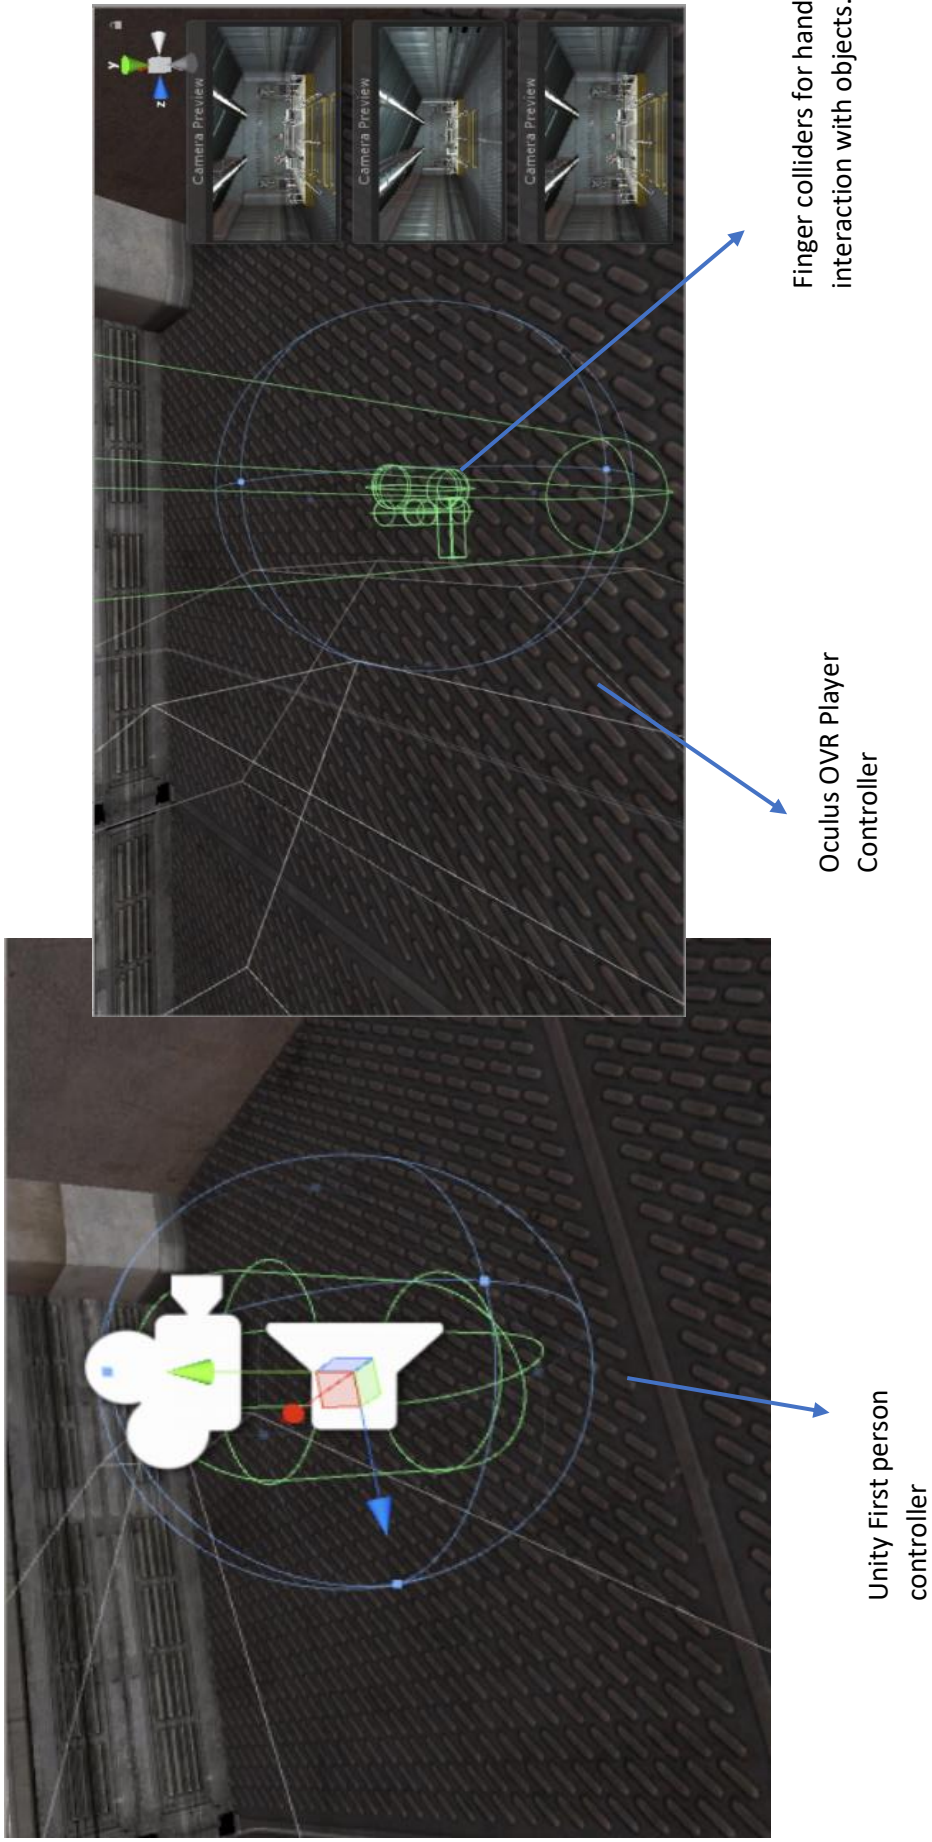 y
z
Camera Preview
Camera Preview
Camera Preview
Finger colliders for hand
interaction with objects.
Oculus OVR Player
Controller
Unity First person
controller